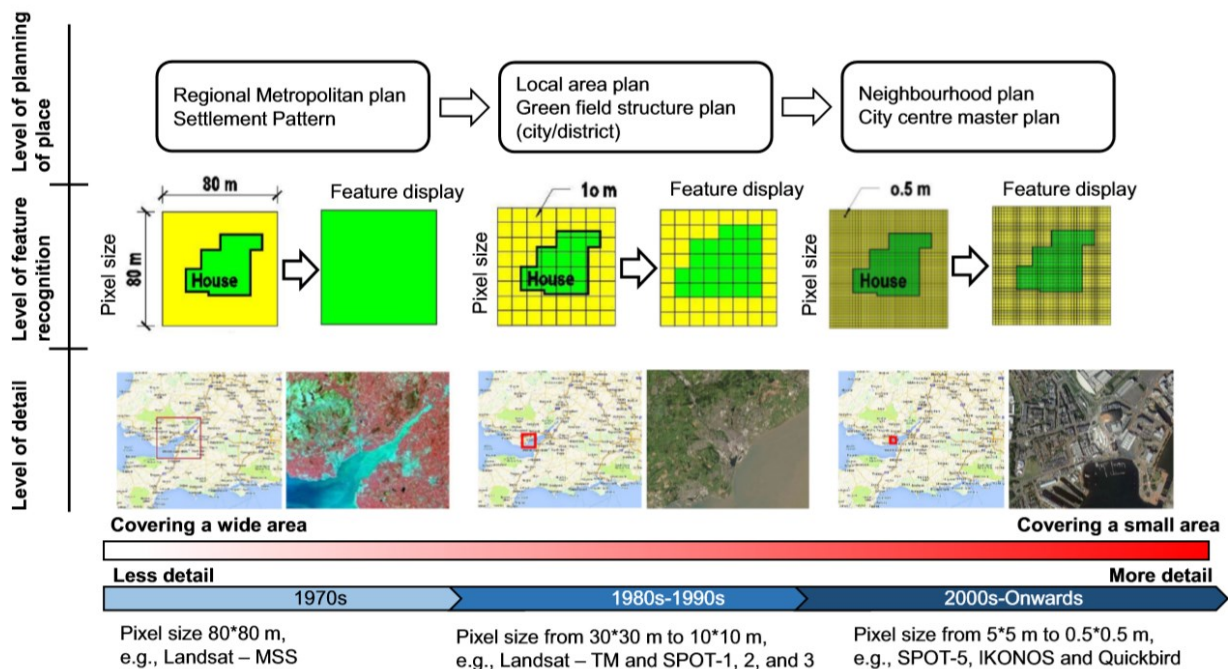 Level of planning
of place
Regional Metropolitan plan
Settlement Pattern
Local area plan
Green field structure plan
(city/district)
Neighbourhood plan
City centre master plan
Level of feature
recognition
80 m
Feature display
Pixel size
80 m
House
1o m
Feature display
Pixel size
House
o.5 m
Feature display
Pixel size
House
Level of detail
Covering a wide area
Covering a small area
Less detail
More detail
1970s
1980s-1990s
2000s-Onwards
Pixel size 80*80 m,
e.g., Landsat – MSS
Pixel size from 30*30 m to 10*10 m,
e.g., Landsat – TM and SPOT-1, 2, and 3
Pixel size from 5*5 m to 0.5*0.5 m,
e.g., SPOT-5, IKONOS and Quickbird